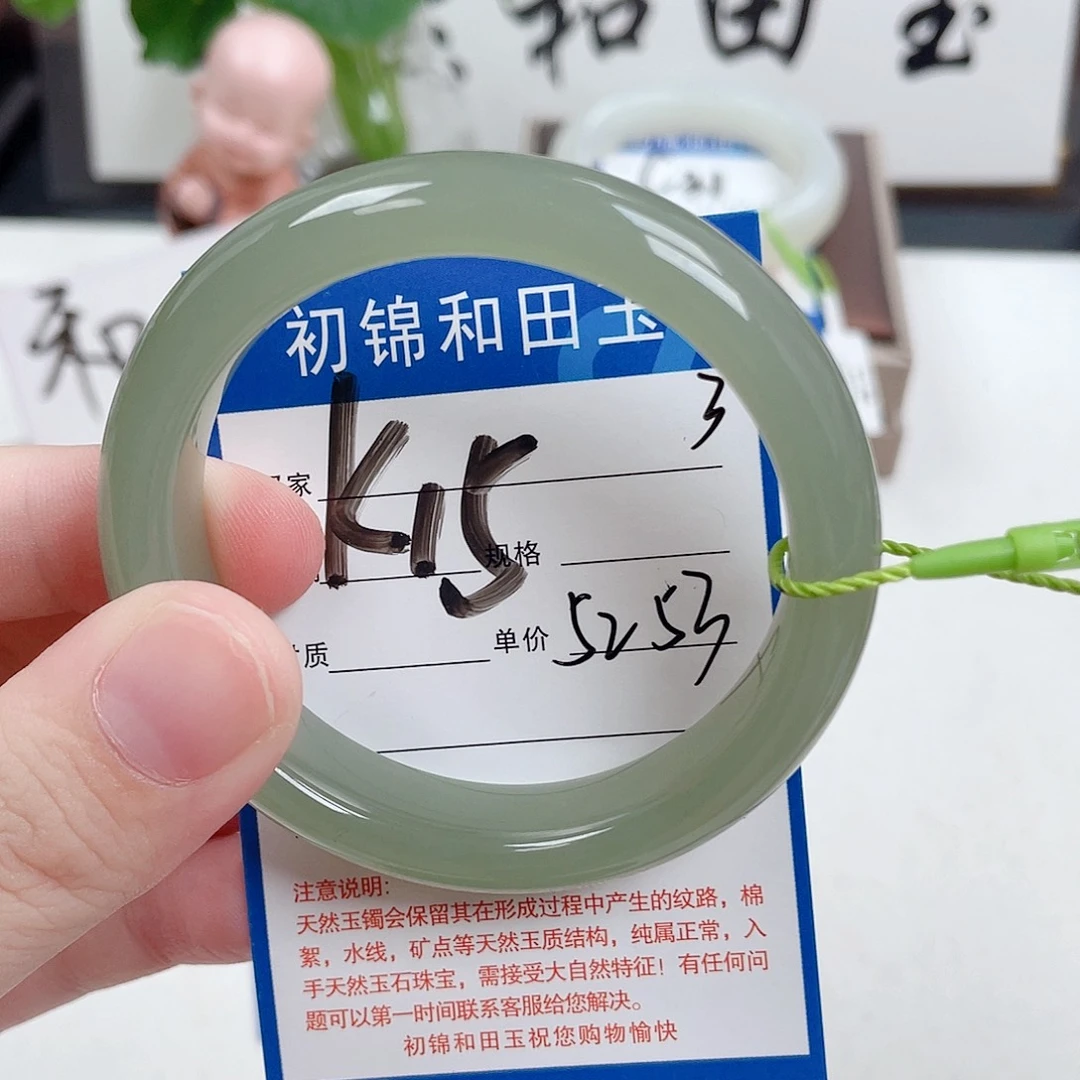 和田玉
和
初锦和田玉
3
K15
家
规格
质
单价 5253
注意说明:
天然玉镯会保留其在形成过程中产生的纹路，棉
絮，水线，矿点等天然玉质结构，纯属正常，入
手天然玉石珠宝，需接受大自然特征！有任何问
题可以第一时间联系客服给您解决。
初锦和田玉祝您购物愉快